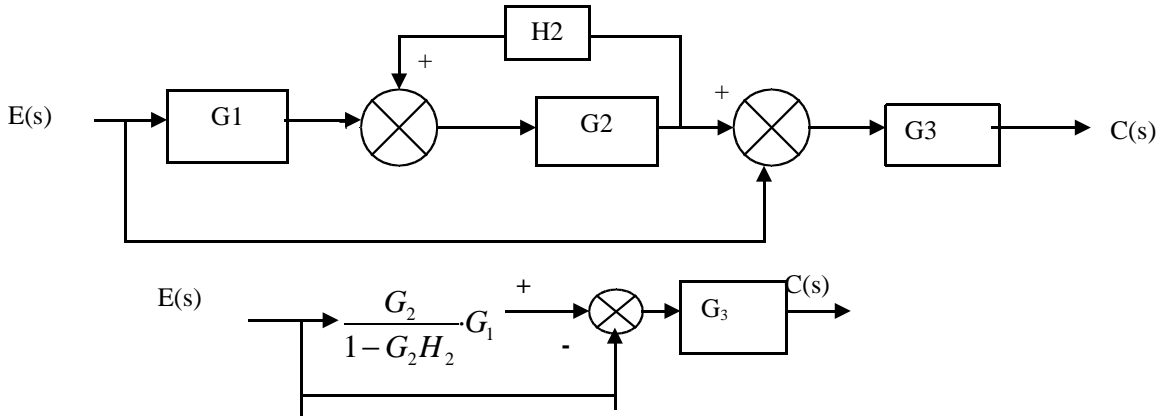 H2
+
+
E(s)
G1
G2
G3
C(s)
E(s)
C(s)
+
G₂
1 − G₂H₂
·G₁
G₃
-